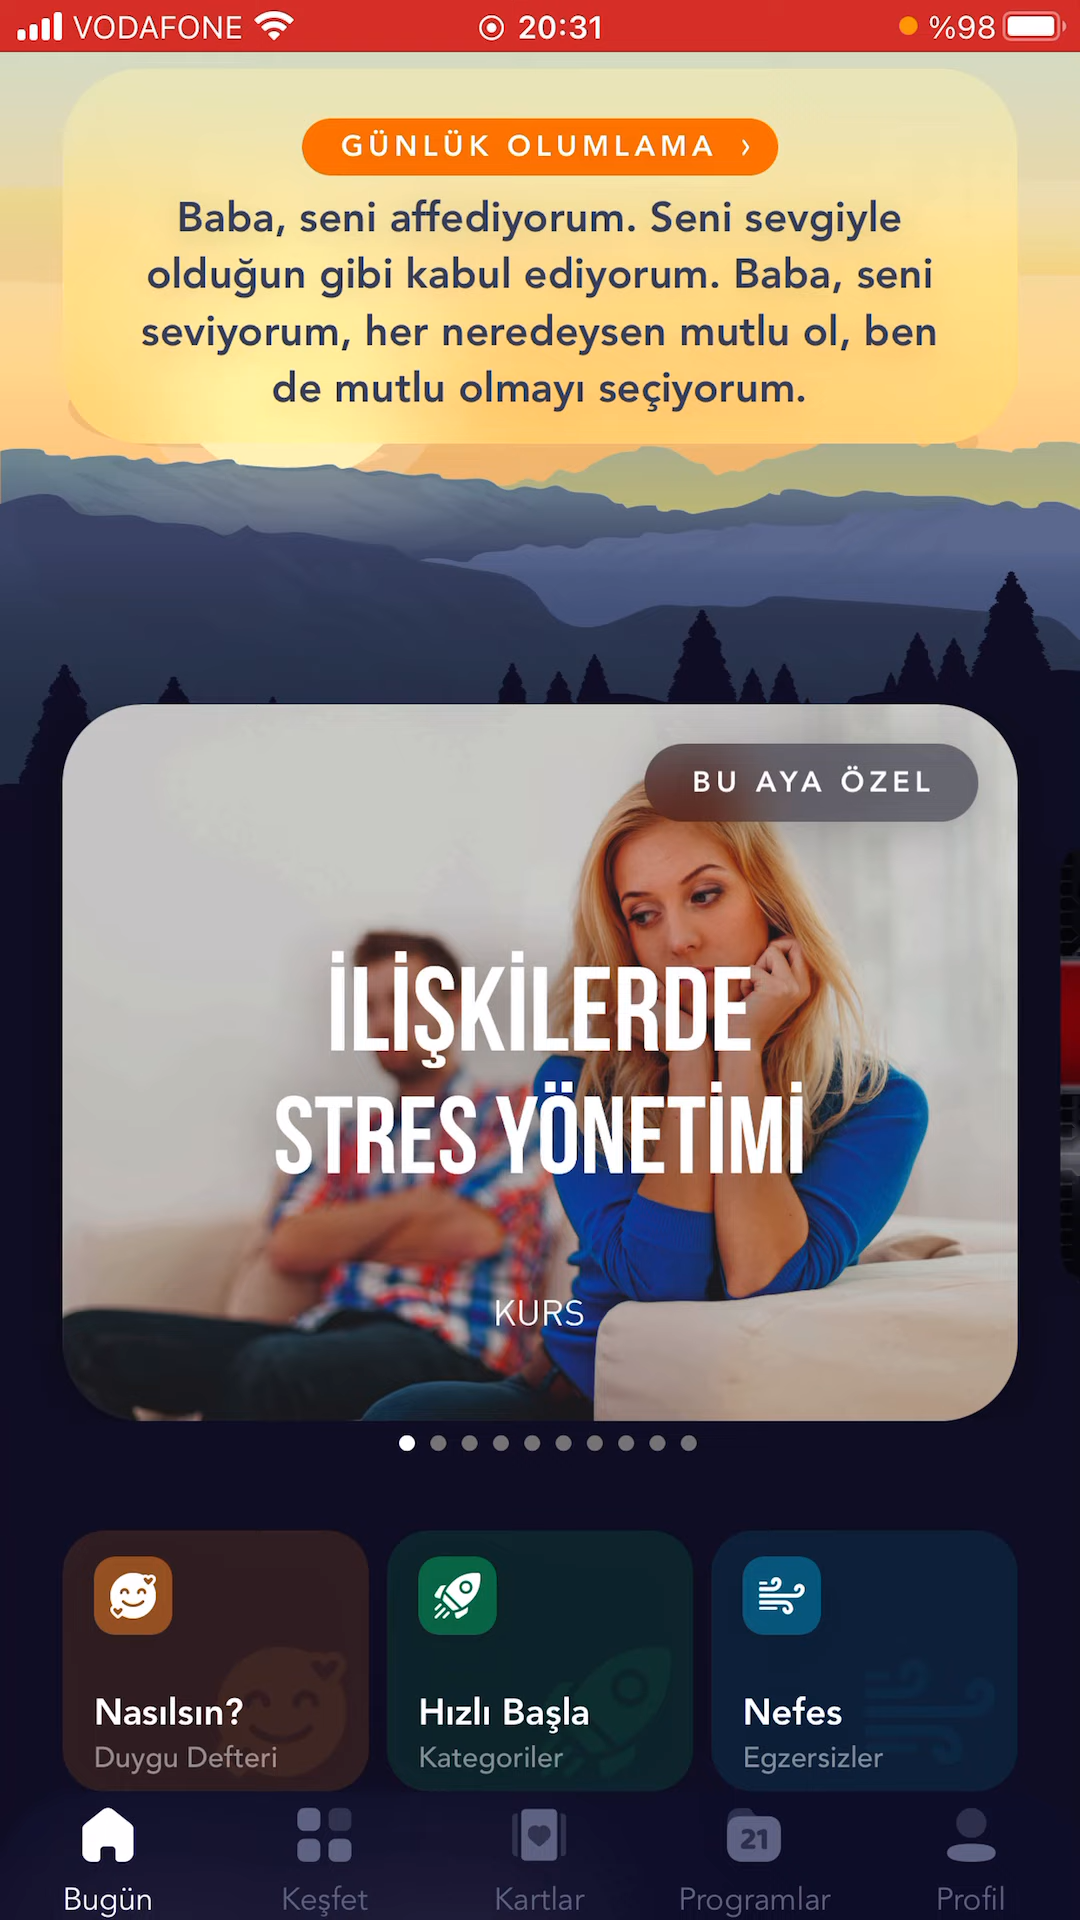 VODAFONE 20:31 %98
GÜNLÜK OLUMLAMA ›
Baba, seni affediyorum. Seni sevgiyle
olduğun gibi kabul ediyorum. Baba, seni
seviyorum, her neredeysen mutlu ol, ben
de mutlu olmayı seçiyorum.
BU AYA ÖZEL
İLİŞKİLERDE
STRES YÖNETİMİ
KURS
Nasılsın?
Duygu Defteri
Hızlı Başla
Kategoriler
Nefes
Egzersizler
21
Bugün
Keşfet
Kartlar
Programlar
Profil